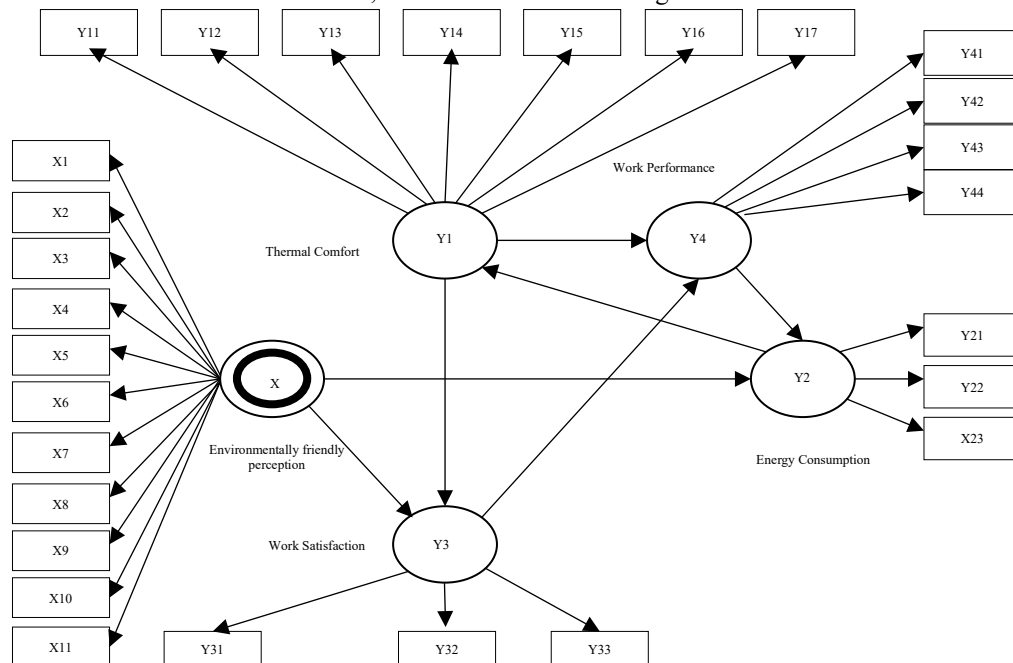 Y11
Y12
Y13
Y14
Y15
Y16
Y17
Y41
Y42
Y43
Y44
Work Performance
X1
X2
X3
X4
X5
X6
X7
X8
X9
X10
X11
Thermal Comfort
Y1
Y4
X
Y2
Y21
Y22
X23
Environmentally friendly
perception
Energy Consumption
Work Satisfaction
Y3
Y31
Y32
Y33